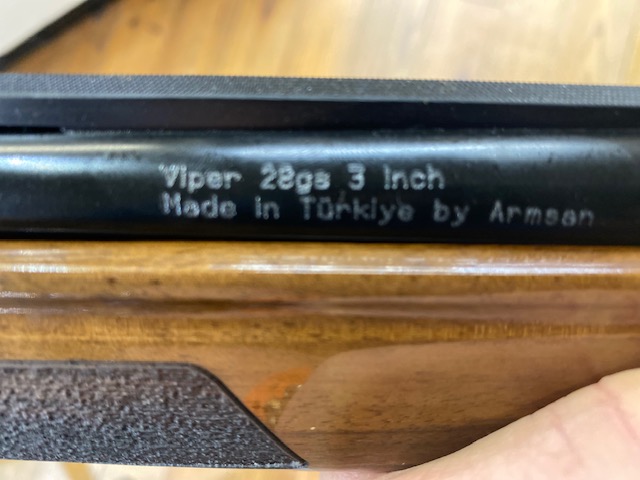 Viper 28ga 3 inch
Made in Türkiye by Armsan